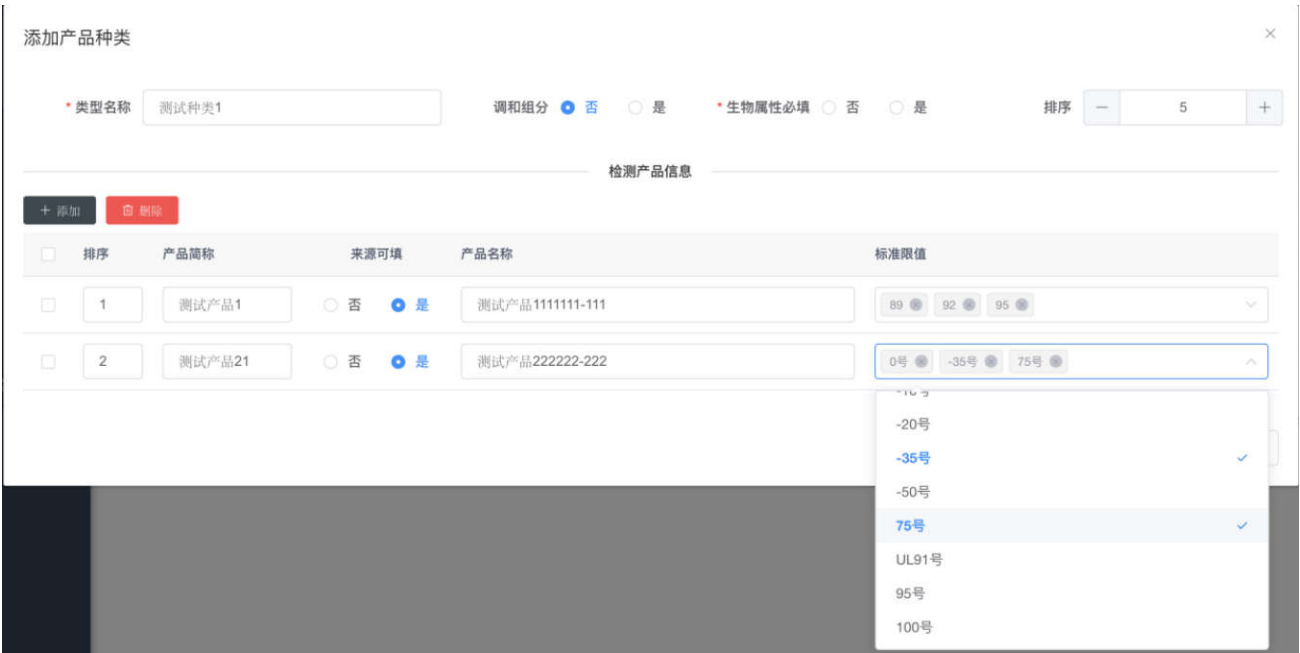 添加产品种类
* 类型名称 测试种类1 调和组分 否 是 * 生物属性必填 否 是 排序 5
检测产品信息
添加 删除
排序 产品简称 来源可填 产品名称 标准限值
1 测试产品1 否 是 测试产品1111111-111 89 92 95
2 测试产品21 否 是 测试产品222222-222 0号 -35号 75号
-20号
-35号
-50号
75号
UL91号
95号
100号